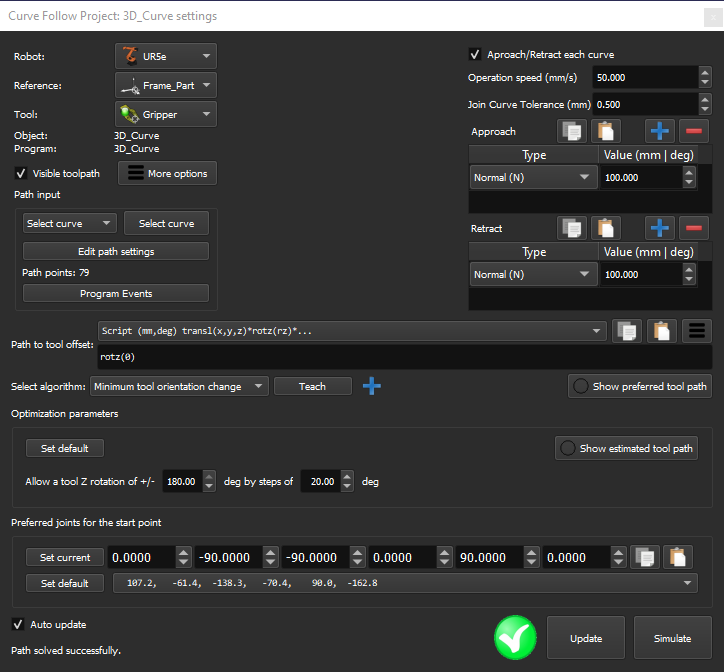 Curve Follow Project: 3D_Curve settings
Robot: UR5e
Reference: Frame_Part
Tool: Gripper
Object: 3D_Curve
Program: 3D_Curve
Visible toolpath More options
Path input
Select curve Select curve
Edit path settings
Path points: 79
Program Events
Aproach/Retract each curve
Operation speed (mm/s) 50.000
Join Curve Tolerance (mm) 0.500
Approach
Type Value (mm | deg)
Normal (N) 100.000
Retract
Type Value (mm | deg)
Normal (N) 100.000
Path to tool offset: Script (mm,deg) transl(x,y,z)*rotz(rz)*...
rotz(0)
Select algorithm: Minimum tool orientation change Teach Show preferred tool path
Optimization parameters
Set default Show estimated tool path
Allow a tool Z rotation of +/- 180.00 deg by steps of 20.00 deg
Preferred joints for the start point
Set current 0.0000 -90.0000 -90.0000 0.0000 90.0000 0.0000
Set default 107.2, -61.4, -138.3, -70.4, 90.0, -162.8
Auto update
Path solved successfully.
Update Simulate